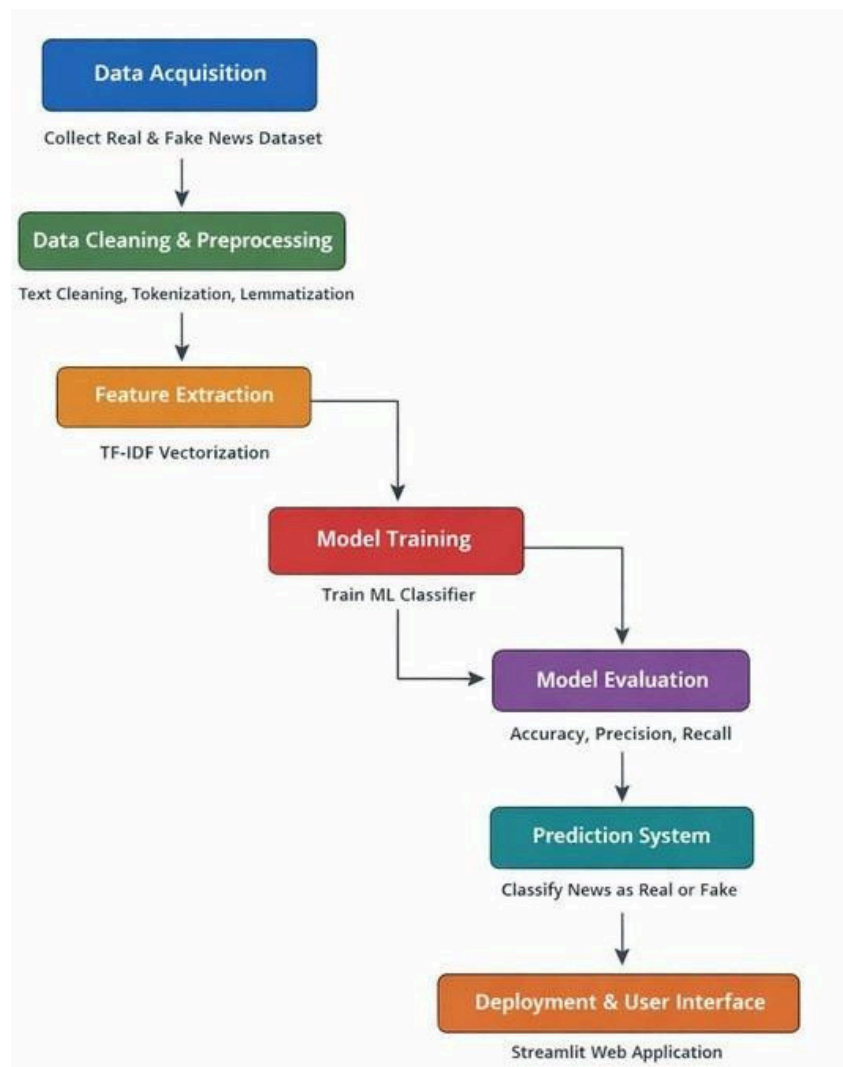 Data Acquisition
Collect Real & Fake News Dataset
Data Cleaning & Preprocessing
Text Cleaning, Tokenization, Lemmatization
Feature Extraction
TF-IDF Vectorization
Model Training
Train ML Classifier
Model Evaluation
Accuracy, Precision, Recall
Prediction System
Classify News as Real or Fake
Deployment & User Interface
Streamlit Web Application